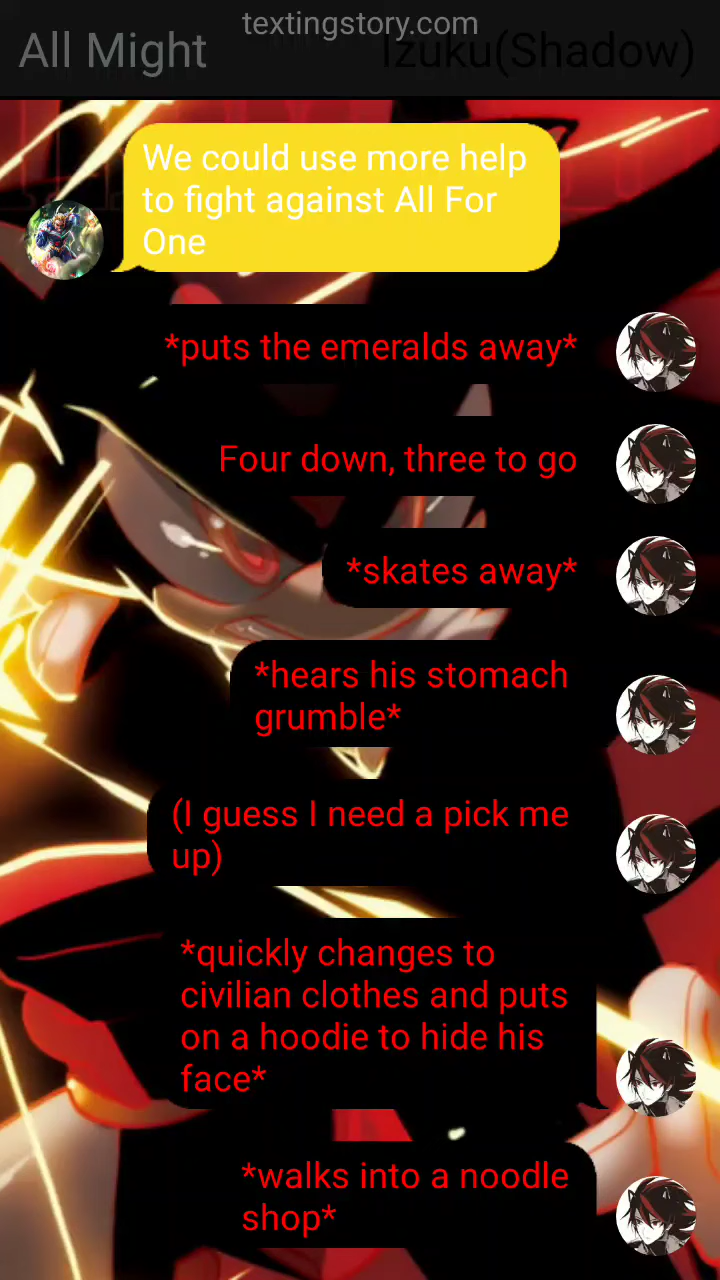 textingstory.com
All Might
Izuku(Shadow)
We could use more help
to fight against All For
One
*puts the emeralds away*
Four down, three to go
*skates away*
*hears his stomach
grumble*
(I guess I need a pick me
up)
*quickly changes to
civilian clothes and puts
on a hoodie to hide his
face*
*walks into a noodle
shop*